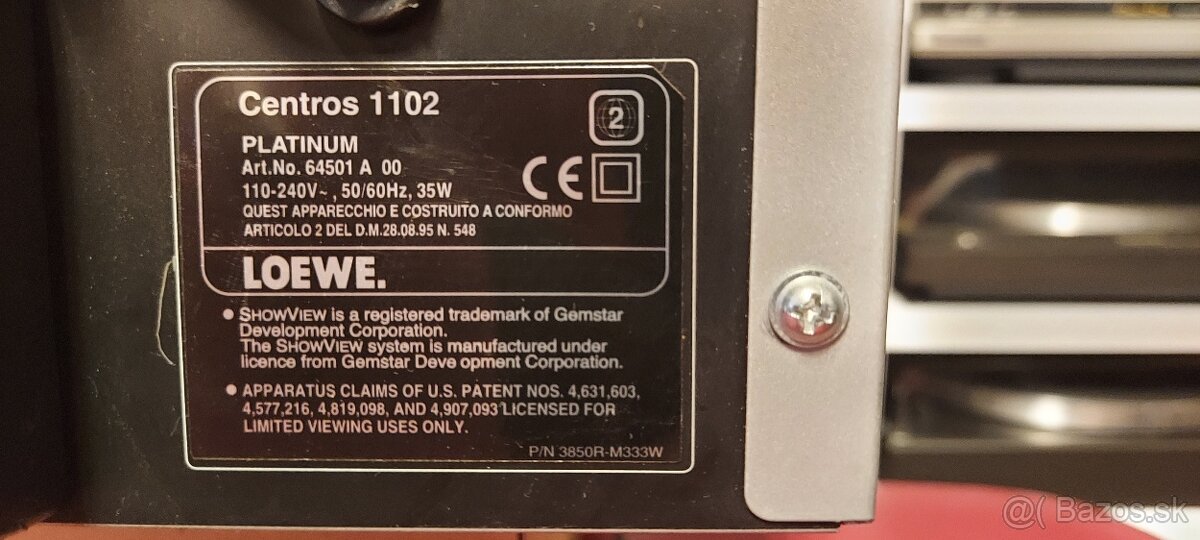 Centros 1102
2
PLATINUM
Art.No. 64501 A 00
110-240V~ , 50/60Hz, 35W
CE
QUEST APPARECCHIO E COSTRUITO A CONFORMO
ARTICOLO 2 DEL D.M.28.08.95 N. 548
LOEWE.
• SHOWVIEW is a registered trademark of Gemstar
Development Corporation.
The SHOWVIEW system is manufactured under
licence from Gemstar Deve opment Corporation.
• APPARATUS CLAIMS OF U.S. PATENT NOS. 4,631,603,
4,577,216, 4,819,098, AND 4,907,093 LICENSED FOR
LIMITED VIEWING USES ONLY.
P/N 3850R-M333W
@( Bazos.sk